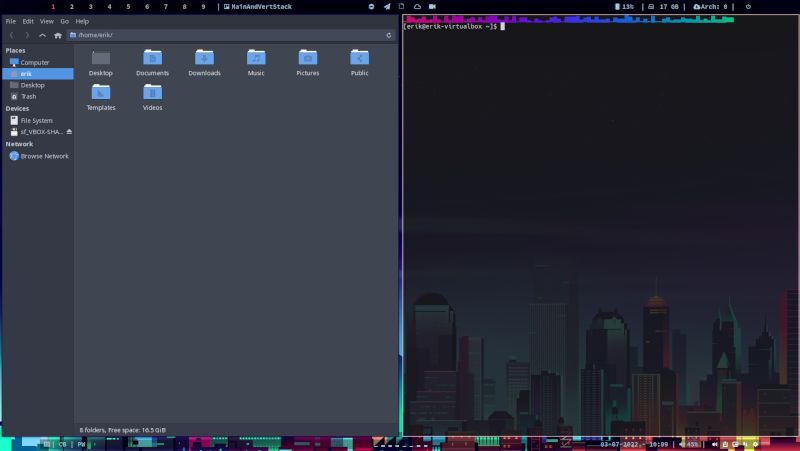 1 2 3 4 5 6 7 8 9 | MainAndVertStack
13% | 17 GB | Arch: 0 |
File Edit View Go Help
/home/erik/
[erik@erik-virtualbox ~]$
Places
Computer
erik
Desktop
Trash
Devices
File System
sf_VBOX-SHA...
Network
Browse Network
Desktop Documents Downloads Music Pictures Public
Templates Videos
8 folders, Free space: 16.5 GiB
| CB | PW
03-07-2022 - 10:09 | 45% |